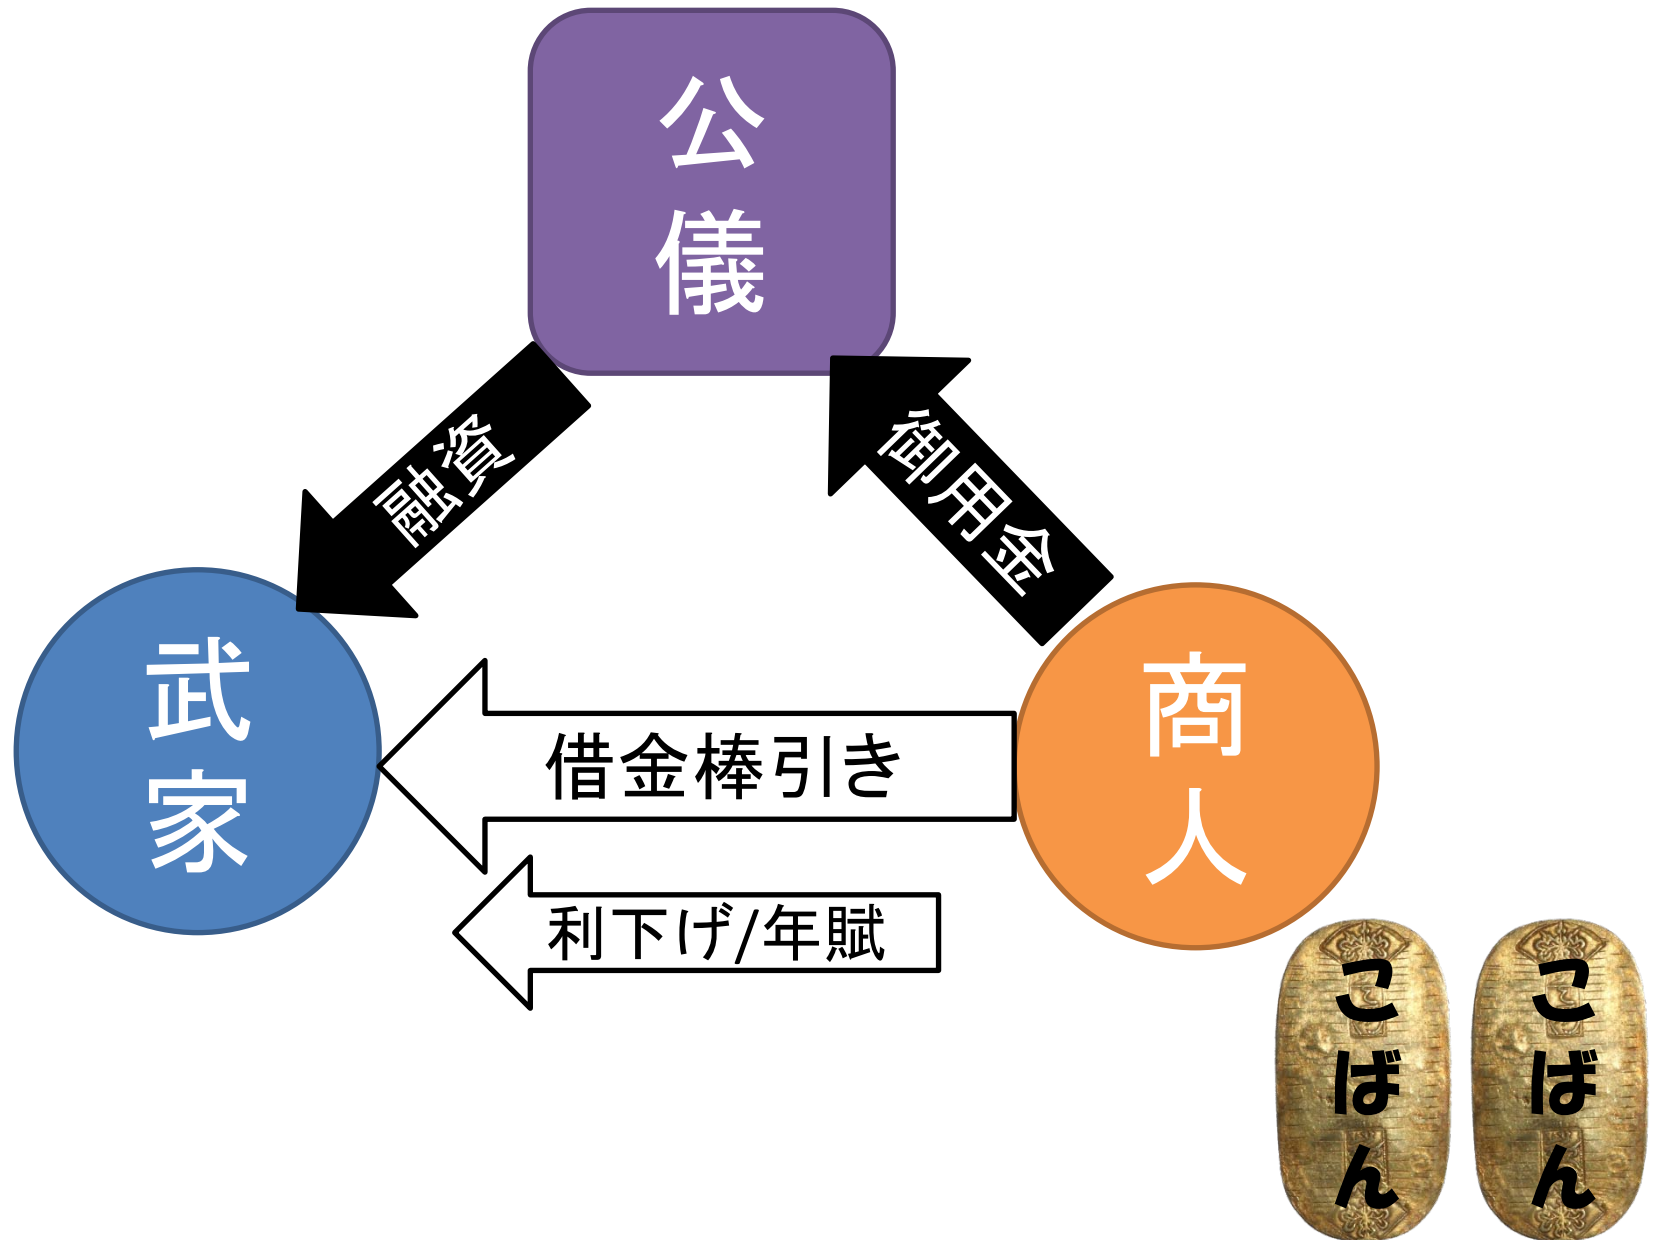 公儀
融資
御用金
武家
商人
借金棒引き
利下げ/年賦
こばん
こばん